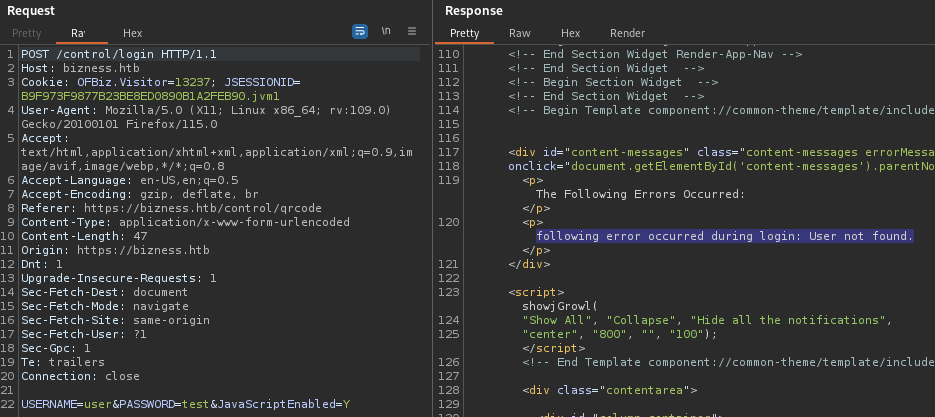 Request
Pretty Raw Hex
\n
1 POST /control/login HTTP/1.1
2 Host: bizness.htb
3 Cookie: OFBiz.Visitor=13237; JSESSIONID=
B9F973F9877B23BE8ED0890B1A2FEB90.jvm1
4 User-Agent: Mozilla/5.0 (X11; Linux x86_64; rv:109.0)
Gecko/20100101 Firefox/115.0
5 Accept:
text/html,application/xhtml+xml,application/xml;q=0.9,im
age/avif,image/webp,*/*;q=0.8
6 Accept-Language: en-US,en;q=0.5
7 Accept-Encoding: gzip, deflate, br
8 Referer: https://bizness.htb/control/qrcode
9 Content-Type: application/x-www-form-urlencoded
10 Content-Length: 47
11 Origin: https://bizness.htb
12 Dnt: 1
13 Upgrade-Insecure-Requests: 1
14 Sec-Fetch-Dest: document
15 Sec-Fetch-Mode: navigate
16 Sec-Fetch-Site: same-origin
17 Sec-Fetch-User: ?1
18 Sec-Gpc: 1
19 Te: trailers
20 Connection: close
21
22 USERNAME=user&PASSWORD=test&JavaScriptEnabled=Y
Response
Pretty Raw Hex Render
110 <!-- End Section Widget Render-App-Nav -->
111 <!-- End Section Widget  -->
112 <!-- Begin Section Widget  -->
113 <!-- End Section Widget  -->
114 <!-- Begin Template component://common-theme/template/include
115
116
117 <div id="content-messages" class="content-messages errorMessa
118 onclick="document.getElementById('content-messages').parentNo
119 <p>
The Following Errors Occurred:
</p>
120 <p>
following error occurred during login: User not found.
</p>
121 </div>
122
123 <script>
showjGrowl(
124 "Show All", "Collapse", "Hide all the notifications",
125 "center", "800", "", "100");
</script>
126 <!-- End Template component://common-theme/template/include
127
128 <div class="contentarea">
129